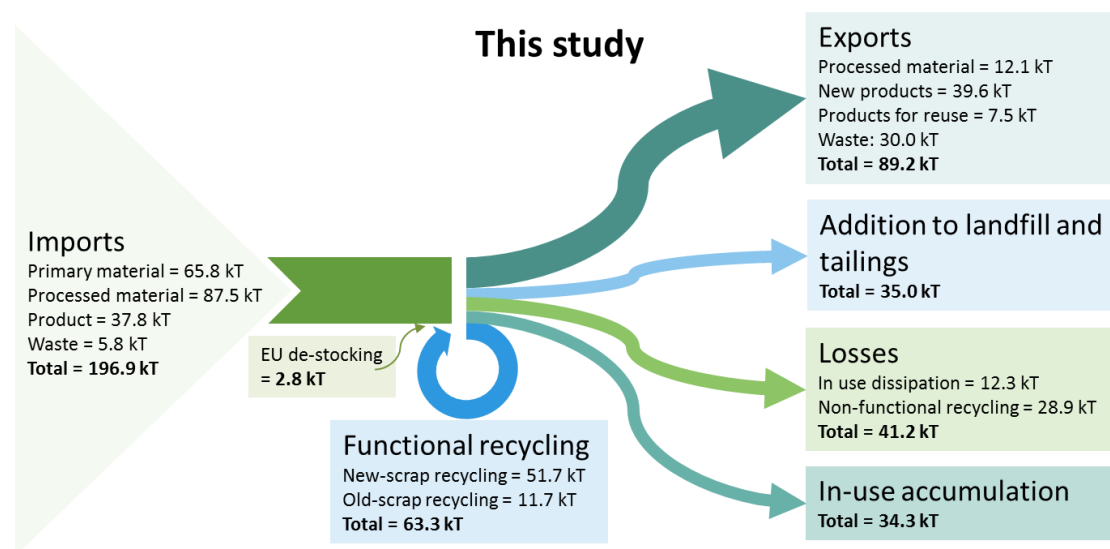 This study
Imports
Primary material = 65.8 kT
Processed material = 87.5 kT
Product = 37.8 kT
Waste = 5.8 kT
Total = 196.9 kT
EU de-stocking
= 2.8 kT
Functional recycling
New-scrap recycling = 51.7 kT
Old-scrap recycling = 11.7 kT
Total = 63.3 kT
Exports
Processed material = 12.1 kT
New products = 39.6 kT
Products for reuse = 7.5 kT
Waste: 30.0 kT
Total = 89.2 kT
Addition to landfill and
tailings
Total = 35.0 kT
Losses
In use dissipation = 12.3 kT
Non-functional recycling = 28.9 kT
Total = 41.2 kT
In-use accumulation
Total = 34.3 kT